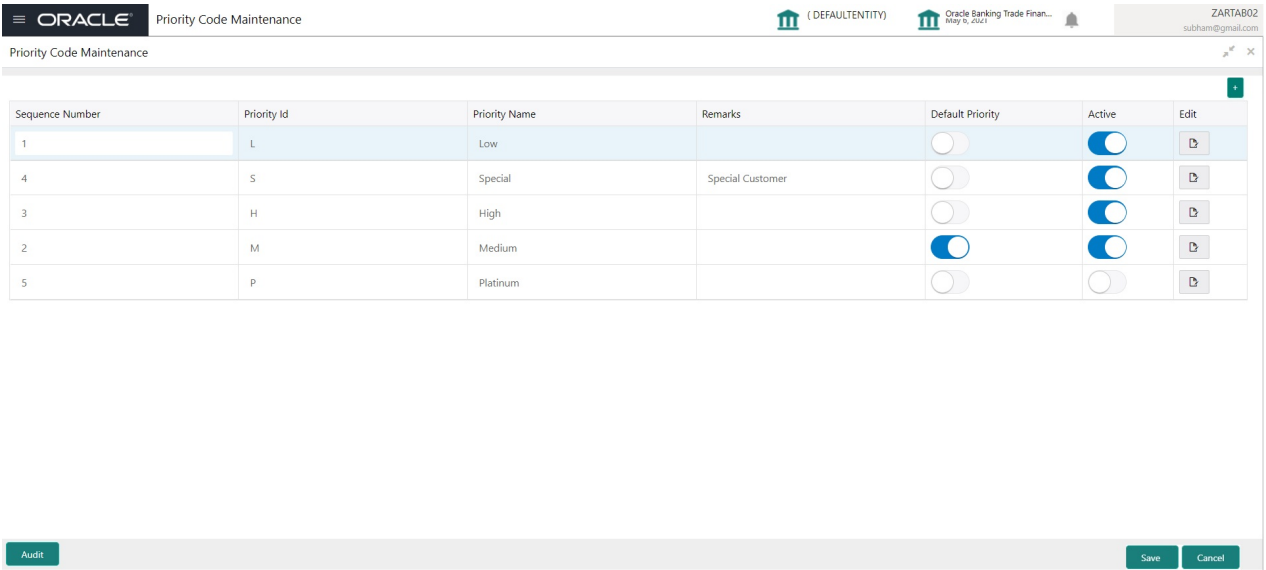 ORACLE® Priority Code Maintenance ( DEFAULTENTITY) Oracle Banking Trade Finan... ZARTAB02
May 6, 2021 subham@gmail.com
Priority Code Maintenance
+
Sequence Number Priority Id Priority Name Remarks Default Priority Active Edit
1 L Low
4 S Special Special Customer
3 H High
2 M Medium
5 P Platinum
Audit Save Cancel